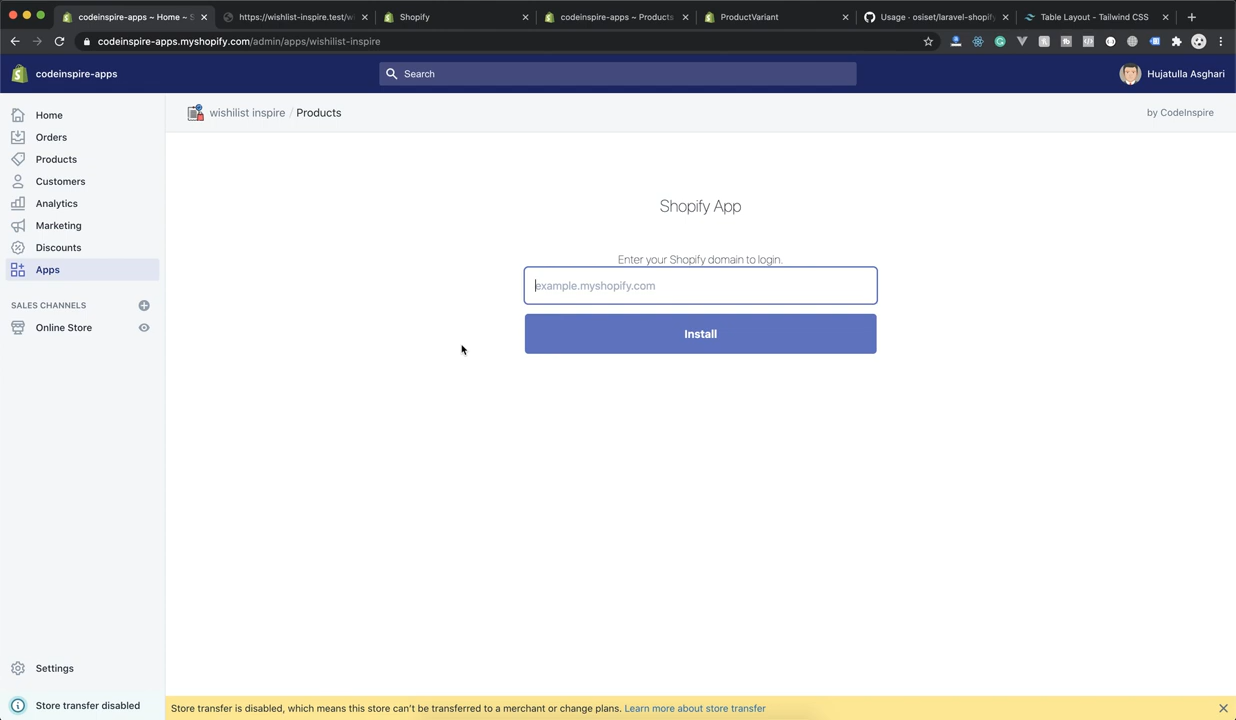 codeinspire-apps ~ Home ~ S
https://wishlist-inspire.test/w
Shopify
codeinspire-apps ~ Products
ProductVariant
Usage · osiset/laravel-shopify
Table Layout - Tailwind CSS
codeinspire-apps.myshopify.com/admin/apps/wishilist-inspire
codeinspire-apps
Search
Hujatulla Asghari
Home
Orders
Products
Customers
Analytics
Marketing
Discounts
Apps
SALES CHANNELS
Online Store
Settings
Store transfer disabled
wishilist inspire / Products
by CodeInspire
Shopify App
Enter your Shopify domain to login.
example.myshopify.com
Install
Store transfer is disabled, which means this store can't be transferred to a merchant or change plans. Learn more about store transfer